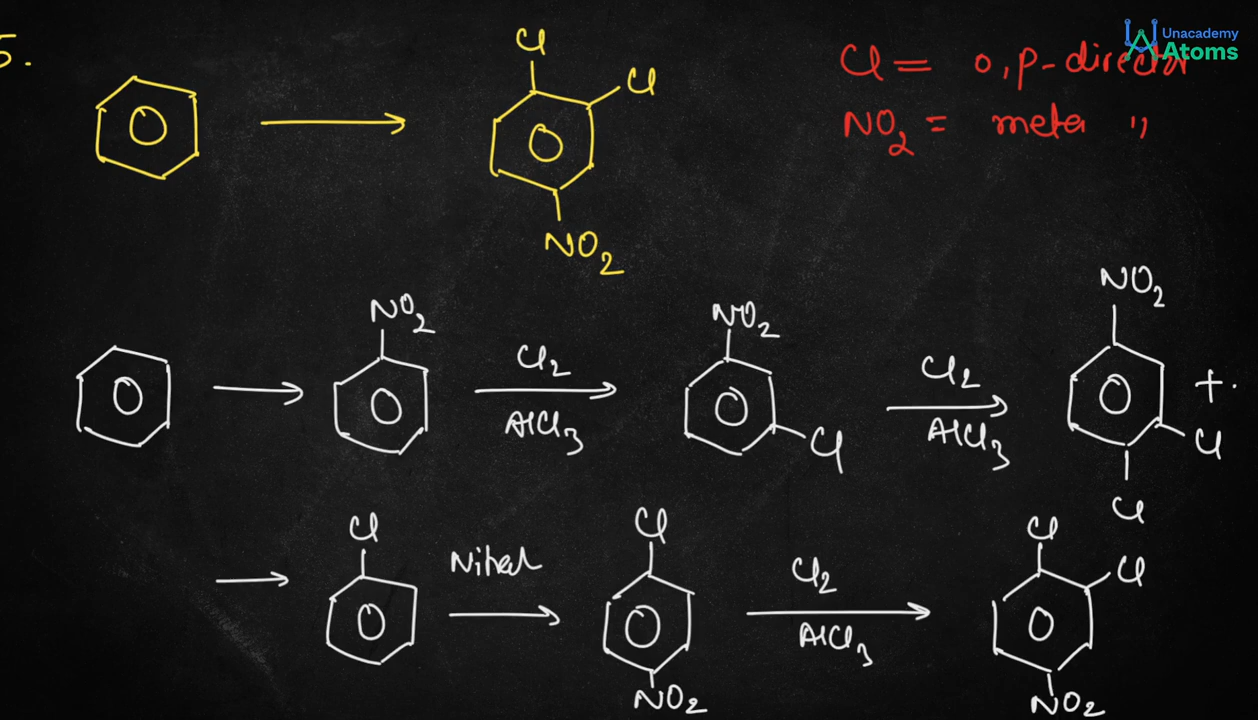 5.
Cl
Cl
NO2
Cl = o,p-director
NO2 = meta "
Unacademy
Atoms
NO2
Cl2
AlCl3
NO2
Cl
Cl2
AlCl3
NO2
Cl
Cl
+.
Cl
Cl
NO2
Cl2
AlCl3
Cl
Cl
NO2